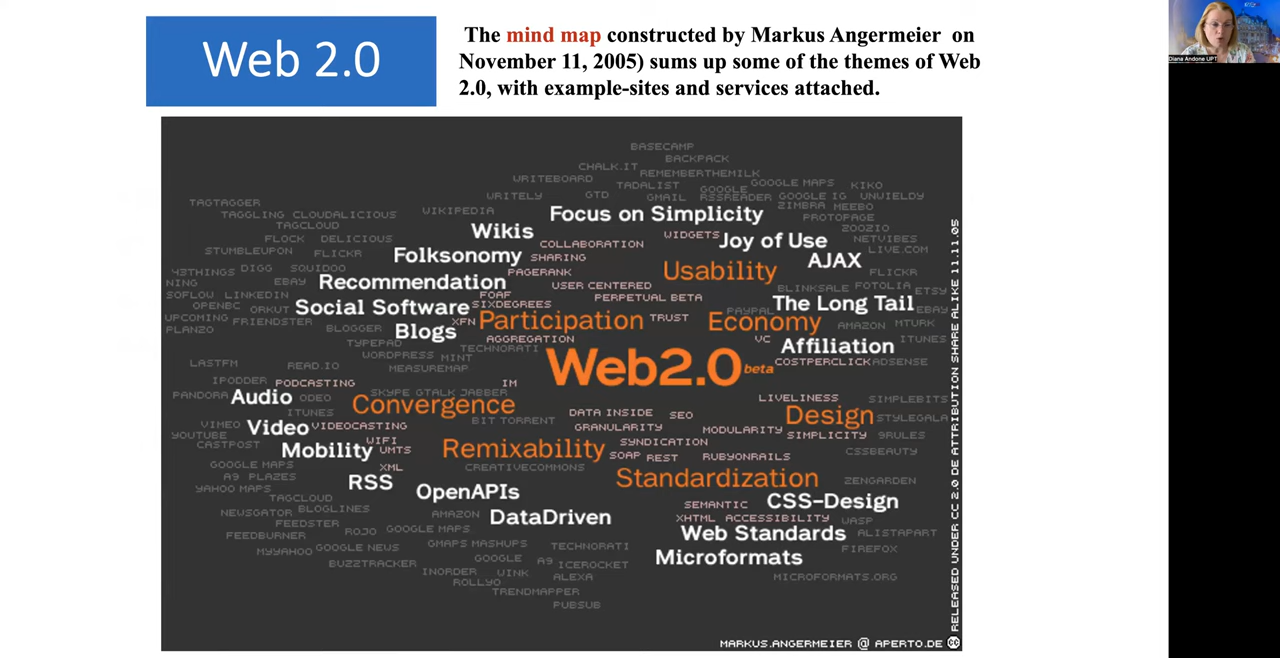 Web 2.0
The mind map constructed by Markus Angermeier on
November 11, 2005) sums up some of the themes of Web
2.0, with example-sites and services attached.
Diana Andone UPT
BASECAMP
BACKPACK
CHALK.IT
REMEMBERTHEMILK
WRITEBOARD
TADALIST
GOOGLE MAPS
KIKO
GOOGLE
WRITELY
GTD
GMAIL
RSSREADER
GOOGLE IG
UNWIELDY
TAGTAGGER
ZIMBRA
MEEBO
TAGGLING
CLOUDALICIOUS
WIKIPEDIA
Focus on Simplicity
PROTOPAGE
TAGCLOUD
ZOOZIO
Wikis
WIDGETS
Joy of Use
NETVIBES
FLOCK
DELICIOUS
COLLABORATION
LIVE.COM
STUMBLEUPON
FLICKR
Folksonomy
SHARING
AJAX
43THINGS
DIGG
SQUIDOO
PAGERANK
Usability
FLICKR
NING
EBAY
Recommendation
USER CENTERED
BLINKSALE
FOTOLIA
ETSY
SOFLOW
LINKEDIN
FOAF
PERPETUAL BETA
OPENBC
ORKUT
Social Software
SIXDEGREES
The Long Tail
EBAY
UPCOMING
FRIENDSTER
XFN
Participation
TRUST
PAYPAL
Economy
AMAZON
MTURK
PLANZO
BLOGGER
Blogs
AGGREGATION
VC
ITUNES
TYPEPAD
TECHNORATI
Affiliation
WORDPRESS
MINT
LASTFM
READ.IO
MEASUREMAP
Web2.0 beta
COSTPERCLICK
ADSENSE
IPODDER
PODCASTING
IM
PANDORA
Audio
ODEO
SKYPE GTALK JABBER
LIVELINESS
SIMPLEBITS
ITUNES
Convergence
DATA INSIDE
SEO
Design
STYLEGALA
VIMEO
Video
VIDEOCASTING
BIT TORRENT
GRANULARITY
MODULARITY
SIMPLICITY
9RULES
YOUTUBE
CASTPOST
WIFI
SYNDICATION
Mobility
UMTS
Remixability
SOAP
REST
RUBYONRAILS
CSSBEAUTY
GOOGLE MAPS
XML
CREATIVECOMMONS
A9
PLAZES
RSS
Standardization
ZENGARDEN
YAHOO MAPS
OpenAPIs
TAGCLOUD
SEMANTIC
CSS-Design
NEWSGATOR
BLOGLINES
AMAZON
DataDriven
XHTML
ACCESSIBILITY
WASP
FEEDSTER
ROJO
GOOGLE MAPS
Web Standards
ALISTAPART
FEEDBURNER
GMAPS MASHUPS
TECHNORATI
FIREFOX
MYYAHOO
GOOGLE NEWS
GOOGLE
A9
ICEROCKET
Microformats
BUZZTRACKER
INORDER
WINK
ALEXA
MICROFORMATS.ORG
ROLLYO
TRENDMAPPER
PUBSUB
MARKUS.ANGERMEIER @ APERTO.DE
RELEASED UNDER CC 2.0 DE ATTRIBUTION SHARE ALIKE 11.11.05